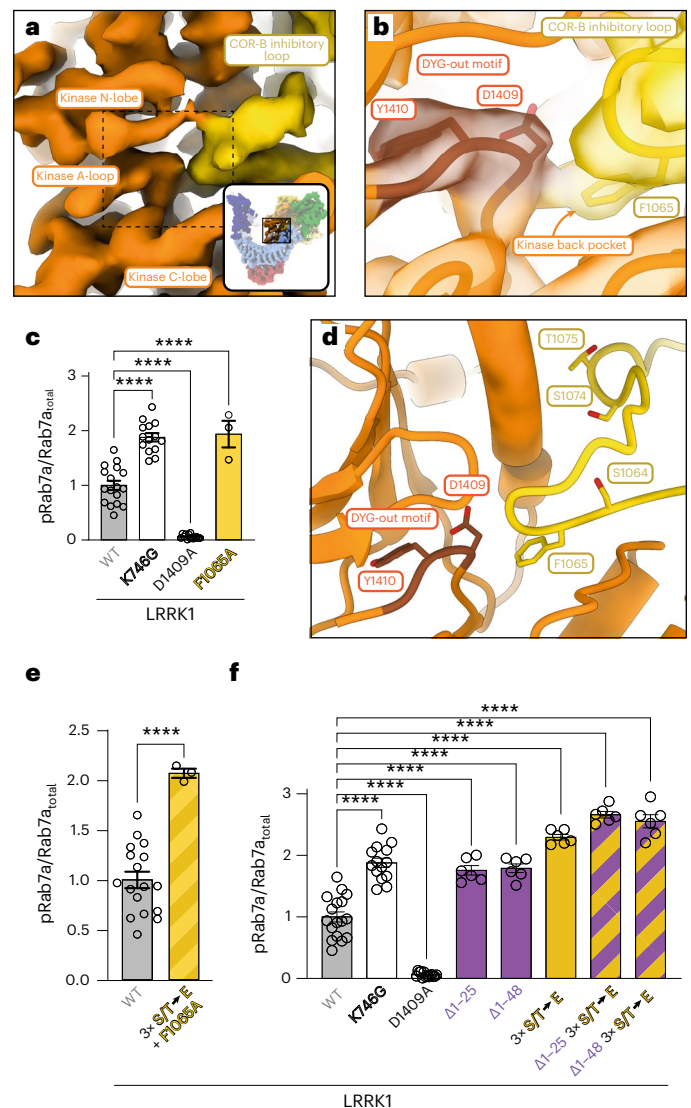 a
COR-B inhibitory
loop
Kinase N-lobe
Kinase A-loop
Kinase C-lobe
b
COR-B inhibitory loop
DYG-out motif
D1409
Y1410
F1065
Kinase back pocket
c
****
****
****
pRab7a/Rab7atotal
3
2
1
0
WT
K746G
D1409A
F1065A
LRRK1
d
T1075
S1074
D1409
S1064
DYG-out motif
F1065
Y1410
e
****
pRab7a/Rab7atotal
2.5
2.0
1.5
1.0
0.5
0.0
WT
3× S/T➔E
+ F1065A
f
****
****
****
****
****
****
****
****
pRab7a/Rab7atotal
3
2
1
0
WT
K746G
D1409A
Δ1–25
Δ1–48
3× S/T➔E
Δ1–25 3× S/T➔E
Δ1–48 3× S/T➔E
LRRK1